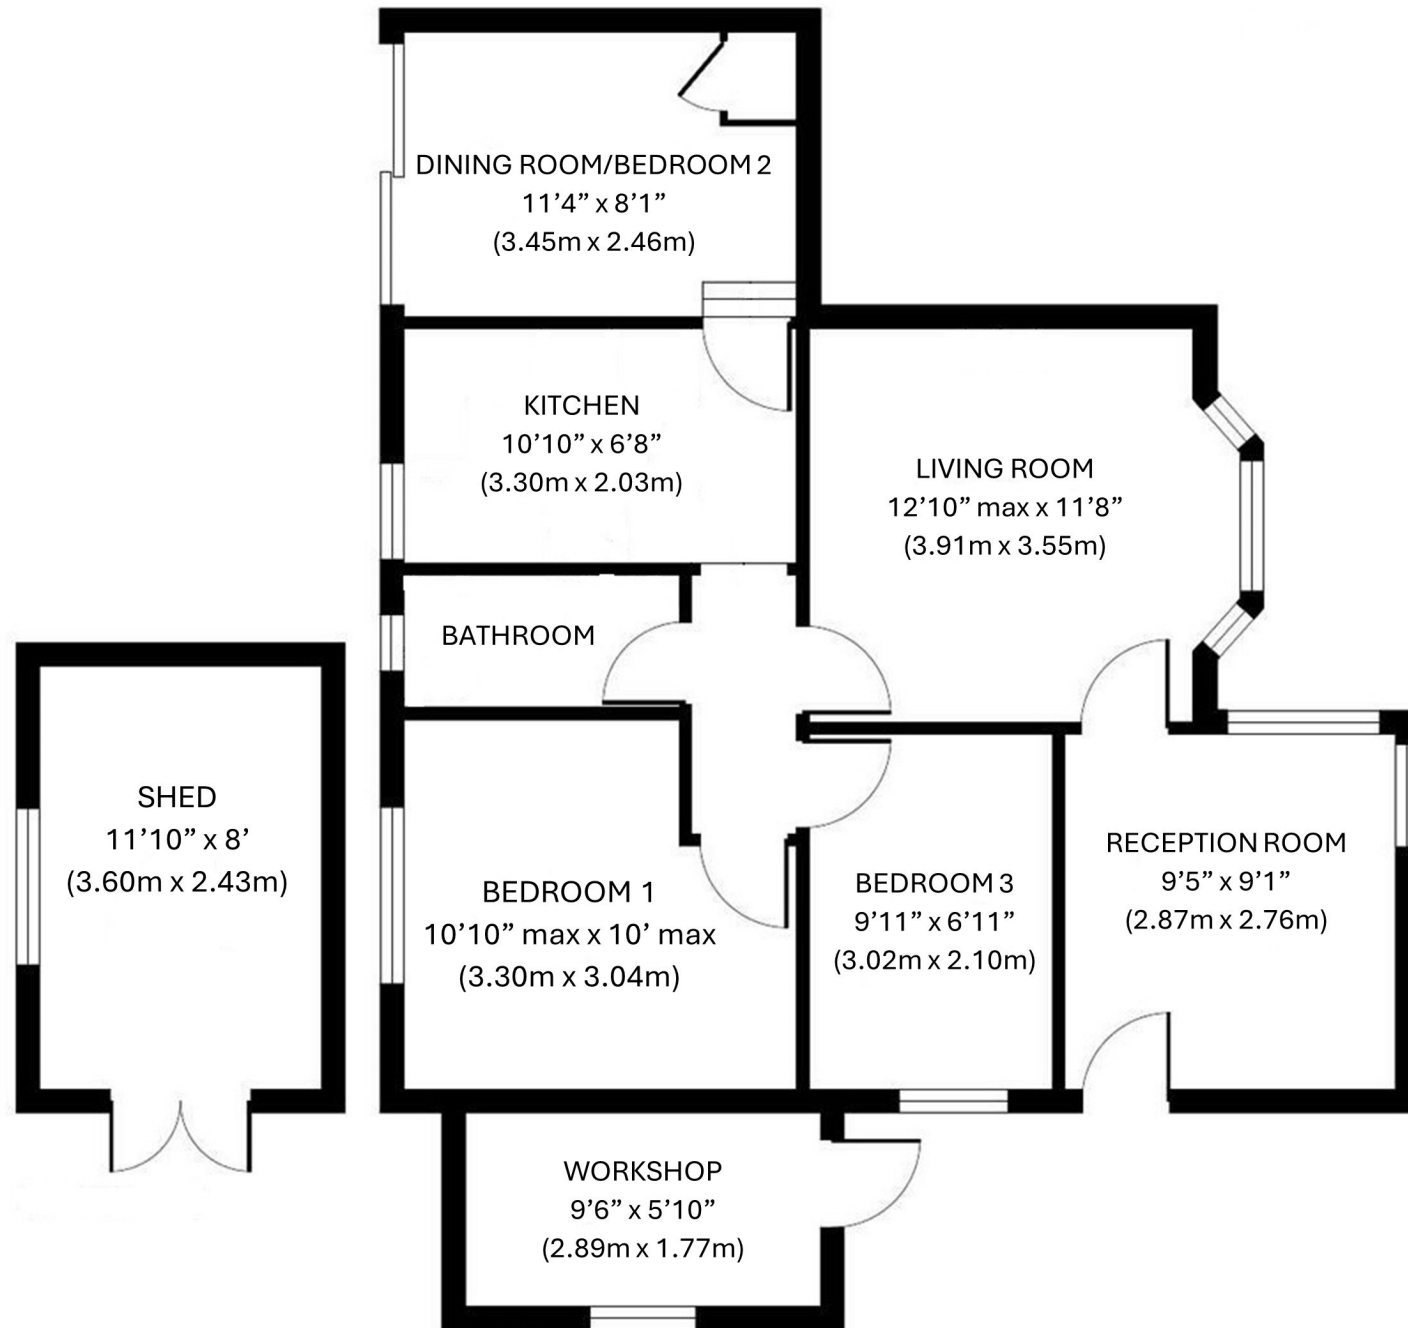 DINING ROOM/BEDROOM 2
11’4” x 8’1”
(3.45m x 2.46m)
KITCHEN
10’10” x 6’8”
(3.30m x 2.03m)
LIVING ROOM
12’10” max x 11’8”
(3.91m x 3.55m)
BATHROOM
SHED
11’10” x 8’
(3.60m x 2.43m)
BEDROOM 1
10’10” max x 10’ max
(3.30m x 3.04m)
BEDROOM 3
9’11” x 6’11”
(3.02m x 2.10m)
RECEPTION ROOM
9’5” x 9’1”
(2.87m x 2.76m)
WORKSHOP
9’6” x 5’10”
(2.89m x 1.77m)